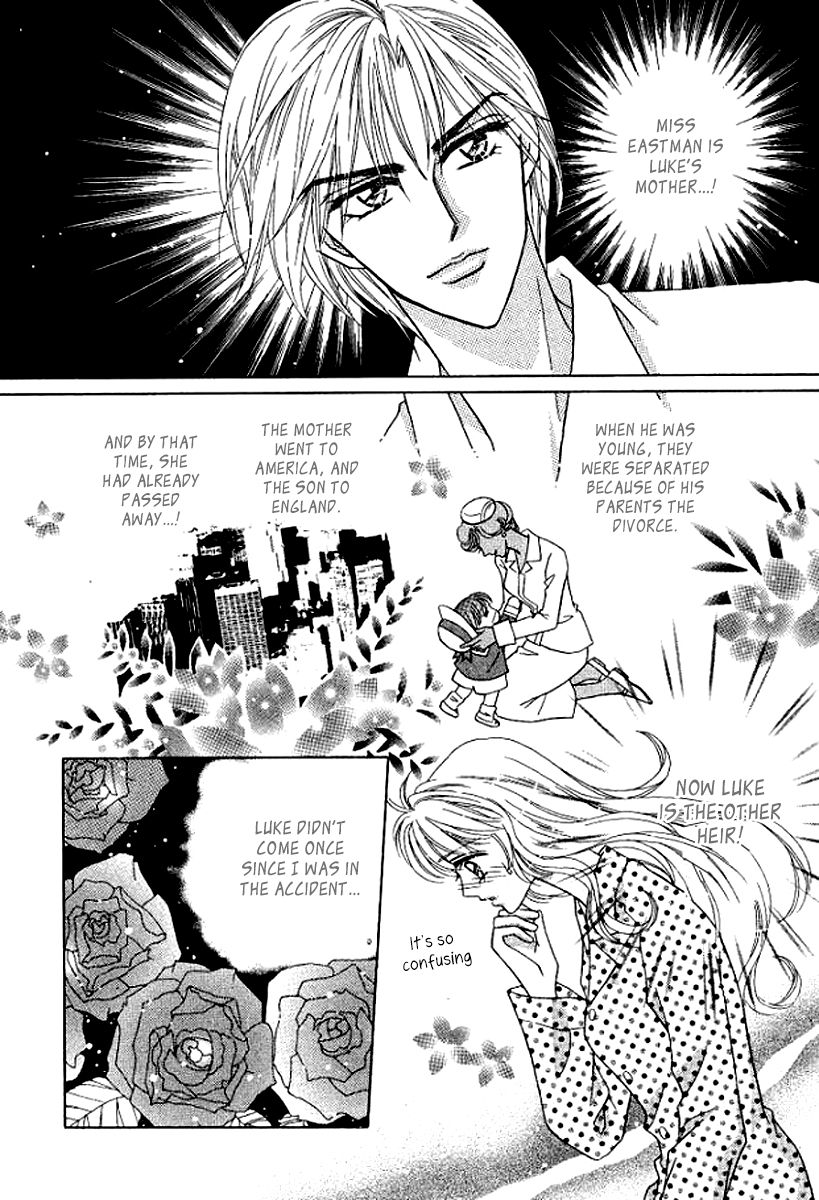 MISS
EASTMAN IS
LUKE'S
MOTHER...!
WHEN HE WAS
YOUNG, THEY
WERE SEPARATED
BECAUSE OF HIS
PARENTS THE
DIVORCE.
THE MOTHER
WENT TO
AMERICA, AND
THE SON TO
ENGLAND.
AND BY THAT
TIME, SHE
HAD ALREADY
PASSED
AWAY...!
NOW LUKE
IS THE OTHER
HEIR!
LUKE DIDN'T
COME ONCE
SINCE I WAS IN
THE ACCIDENT...
It's so
confusing